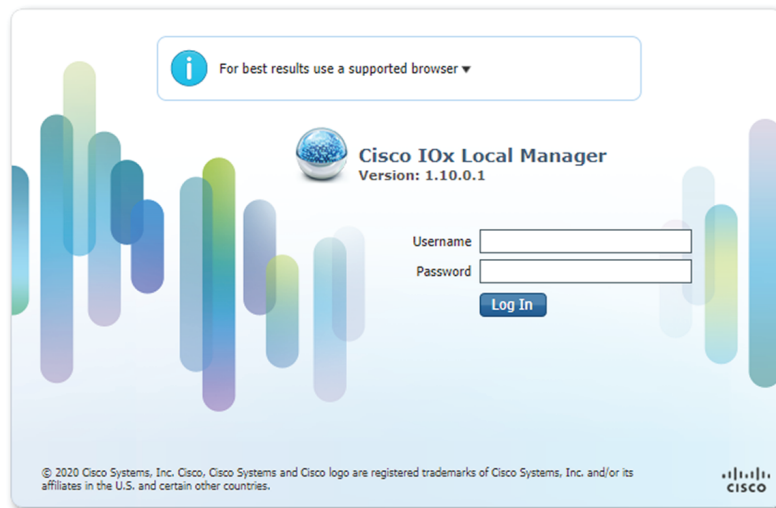 For best results use a supported browser ▼
Cisco IOx Local Manager
Version: 1.10.0.1
Username
Password
Log In
© 2020 Cisco Systems, Inc. Cisco, Cisco Systems and Cisco logo are registered trademarks of Cisco Systems, Inc. and/or its
affiliates in the U.S. and certain other countries.
CISCO